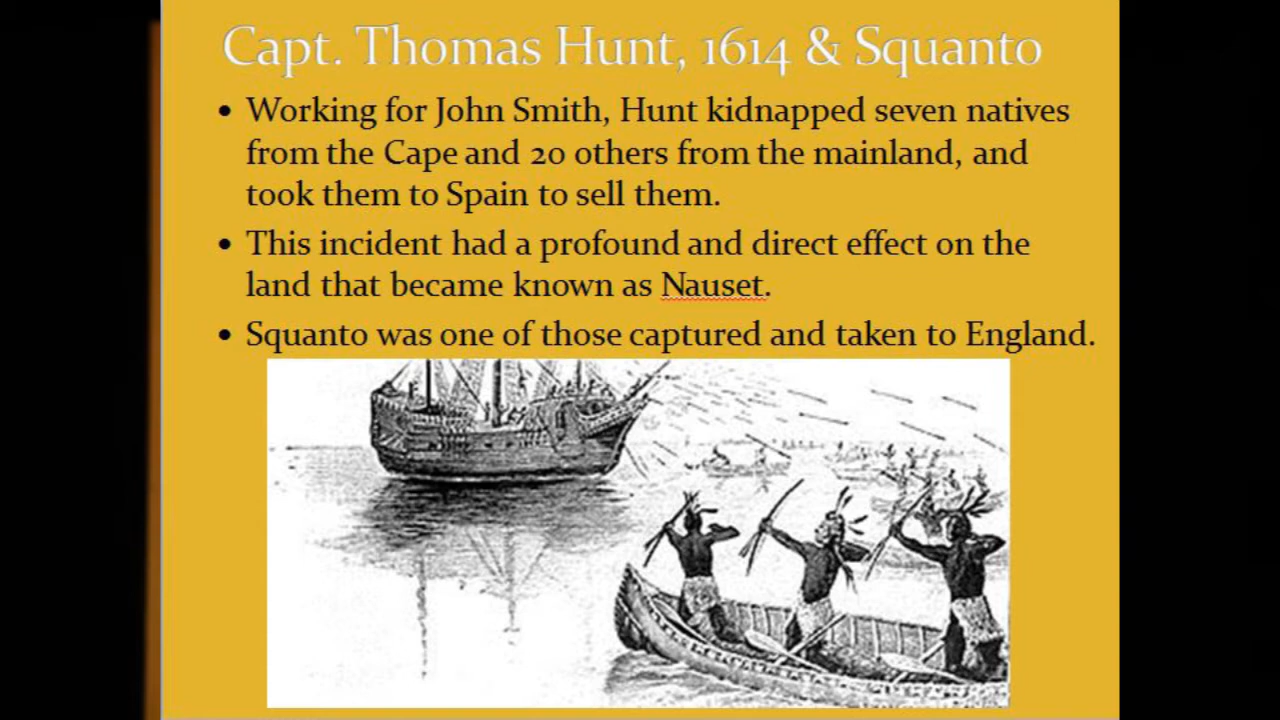 Capt. Thomas Hunt, 1614 & Squanto
• Working for John Smith, Hunt kidnapped seven natives
from the Cape and 20 others from the mainland, and
took them to Spain to sell them.
• This incident had a profound and direct effect on the
land that became known as Nauset.
• Squanto was one of those captured and taken to England.